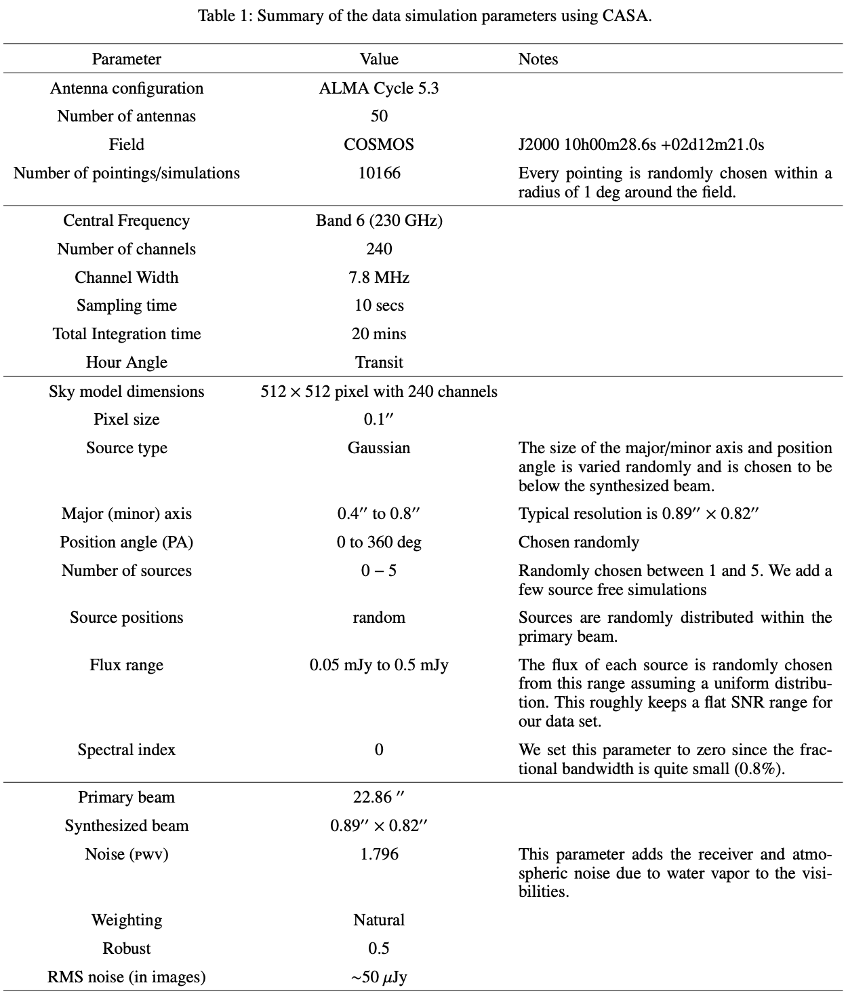 Table 1: Summary of the data simulation parameters using CASA.
Parameter Value Notes
Antenna configuration ALMA Cycle 5.3
Number of antennas 50
Field COSMOS J2000 10h00m28.6s +02d12m21.0s
Number of pointings/simulations 10166 Every pointing is randomly chosen within a
radius of 1 deg around the field.
Central Frequency Band 6 (230 GHz)
Number of channels 240
Channel Width 7.8 MHz
Sampling time 10 secs
Total Integration time 20 mins
Hour Angle Transit
Sky model dimensions 512 × 512 pixel with 240 channels
Pixel size 0.1′′
Source type Gaussian The size of the major/minor axis and position
angle is varied randomly and is chosen to be
below the synthesized beam.
Major (minor) axis 0.4′′ to 0.8′′ Typical resolution is 0.89′′ × 0.82′′
Position angle (PA) 0 to 360 deg Chosen randomly
Number of sources 0 – 5 Randomly chosen between 1 and 5. We add a
few source free simulations
Source positions random Sources are randomly distributed within the
primary beam.
Flux range 0.05 mJy to 0.5 mJy The flux of each source is randomly chosen
from this range assuming a uniform distribu-
tion. This roughly keeps a flat SNR range for
our data set.
Spectral index 0 We set this parameter to zero since the frac-
tional bandwidth is quite small (0.8%).
Primary beam 22.86 ′′
Synthesized beam 0.89′′ × 0.82′′
Noise (PWV) 1.796 This parameter adds the receiver and atmo-
spheric noise due to water vapor to the visi-
bilities.
Weighting Natural
Robust 0.5
RMS noise (in images) ~50 μJy